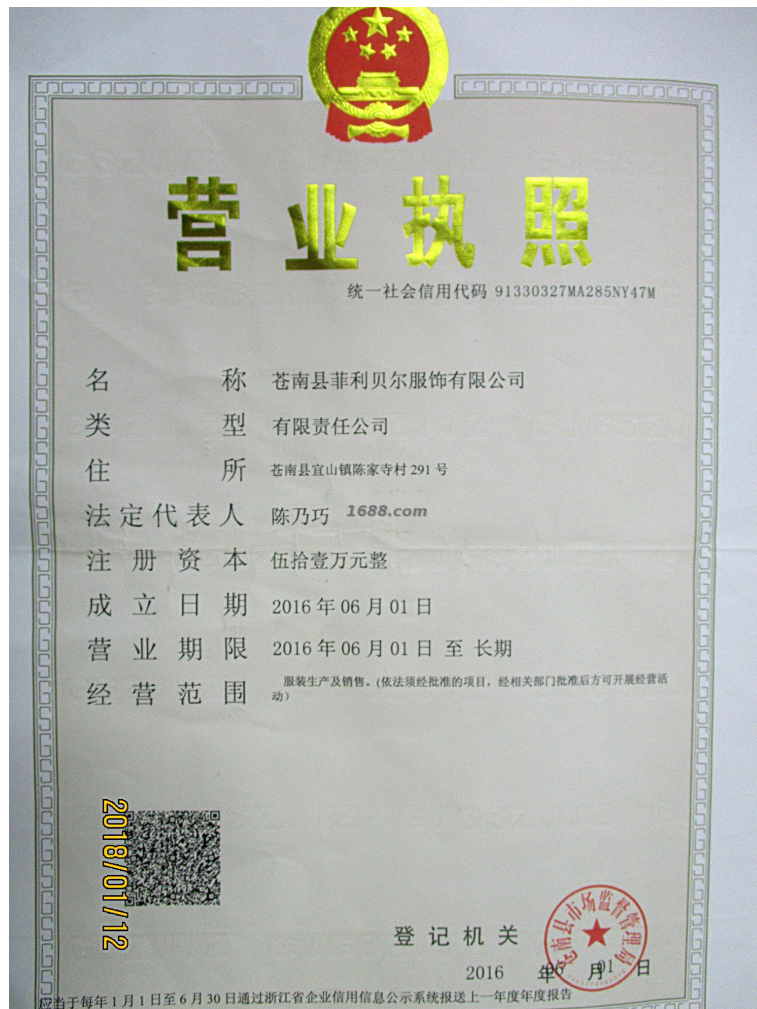 营业执照
统一社会信用代码 91330327MA285NY47M
名称 苍南县菲利贝尔服饰有限公司
类型 有限责任公司
住所 苍南县宜山镇陈家寺村291号
法定代表人 陈乃巧
1688.com
注册资本 伍拾壹万元整
成立日期 2016年06月01日
营业期限 2016年06月01日至长期
经营范围 服装生产及销售。(依法须经批准的项目，经相关部门批准后方可开展经营活
动）
2018/01/12
登记机关
苍南县市场监督管理局
2016年06月01日
应当于每年1月1日至6月30日通过浙江省企业信用信息公示系统报送上一年度年度报告